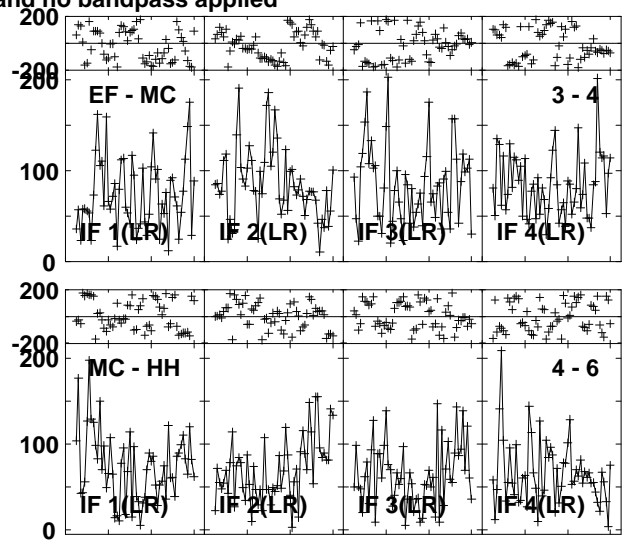 and no bandpass applied
200
-200
200
EF - MC
3 - 4
100
IF 1(LR)
IF 2(LR)
IF 3(LR)
IF 4(LR)
0
200
-200
200
MC - HH
4 - 6
100
IF 1(LR)
IF 2(LR)
IF 3(LR)
IF 4(LR)
0